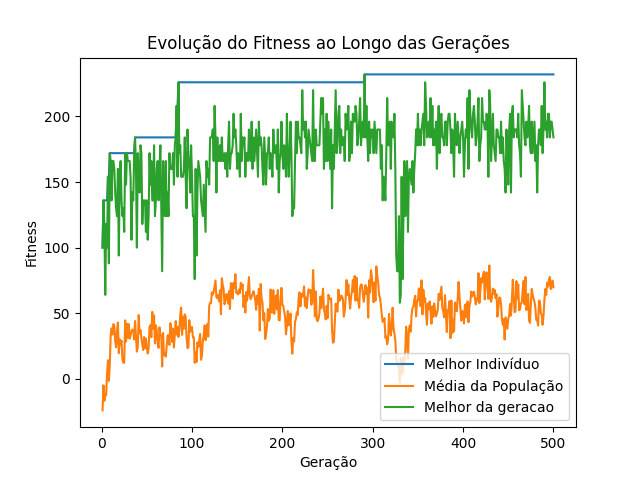 Evolução do Fitness ao Longo das Gerações
Fitness
200
150
100
50
0
0 100 200 300 400 500
Geração
Melhor Indivíduo
Média da População
Melhor da geracao